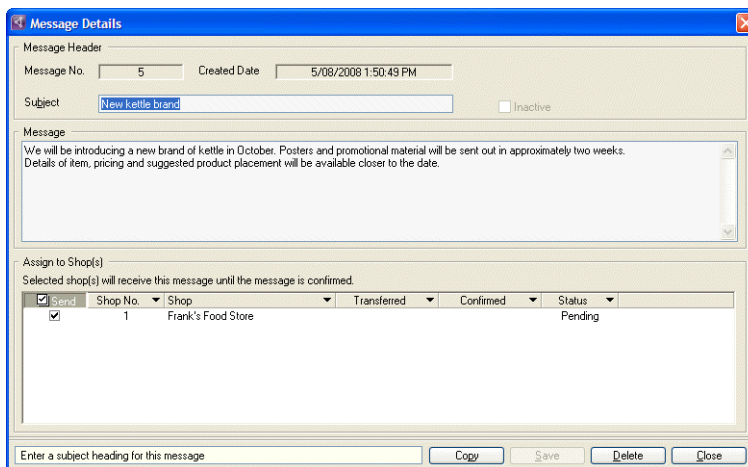 Message Details
Message Header
Message No. 5 Created Date 5/08/2008 1:50:49 PM
Subject New kettle brand Inactive
Message
We will be introducing a new brand of kettle in October. Posters and promotional material will be sent out in approximately two weeks.
Details of item, pricing and suggested product placement will be available closer to the date.
Assign to Shop(s)
Selected shop(s) will receive this message until the message is confirmed.
Send Shop No. Shop Transferred Confirmed Status
1 Frank's Food Store Pending
Enter a subject heading for this message Copy Save Delete Close